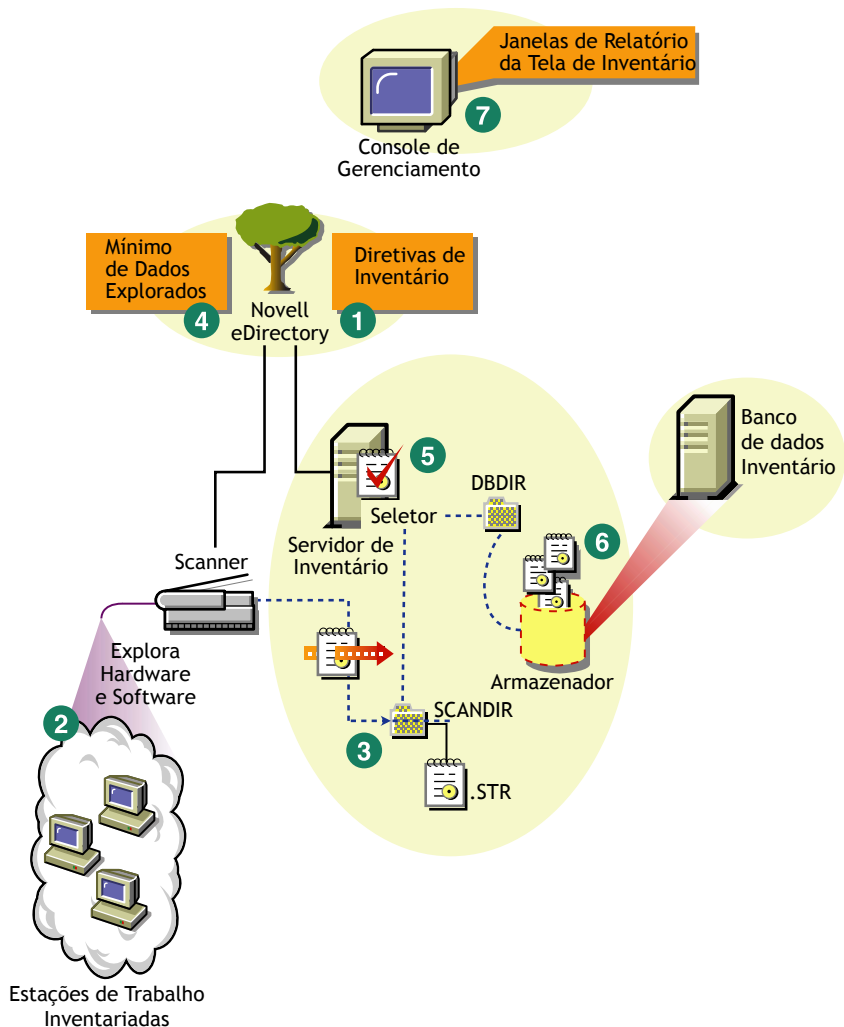 Janelas de Relatório
da Tela de Inventário
7
Console de
Gerenciamento
Mínimo
de Dados
Explorados
4
Novell
eDirectory
Diretivas de
Inventário
1
5
Seletor
Servidor de
Inventário
DBDIR
6
Armazenador
Banco
de dados
Inventário
Scanner
Explora
Hardware
e Software
2
3
SCANDIR
.STR
Estações de Trabalho
Inventariadas